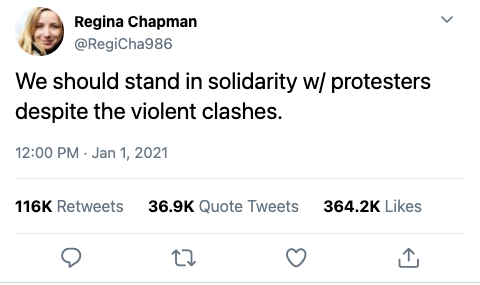 Regina Chapman
@RegiCha986
We should stand in solidarity w/ protesters
despite the violent clashes.
12:00 PM · Jan 1, 2021
116K Retweets 36.9K Quote Tweets 364.2K Likes